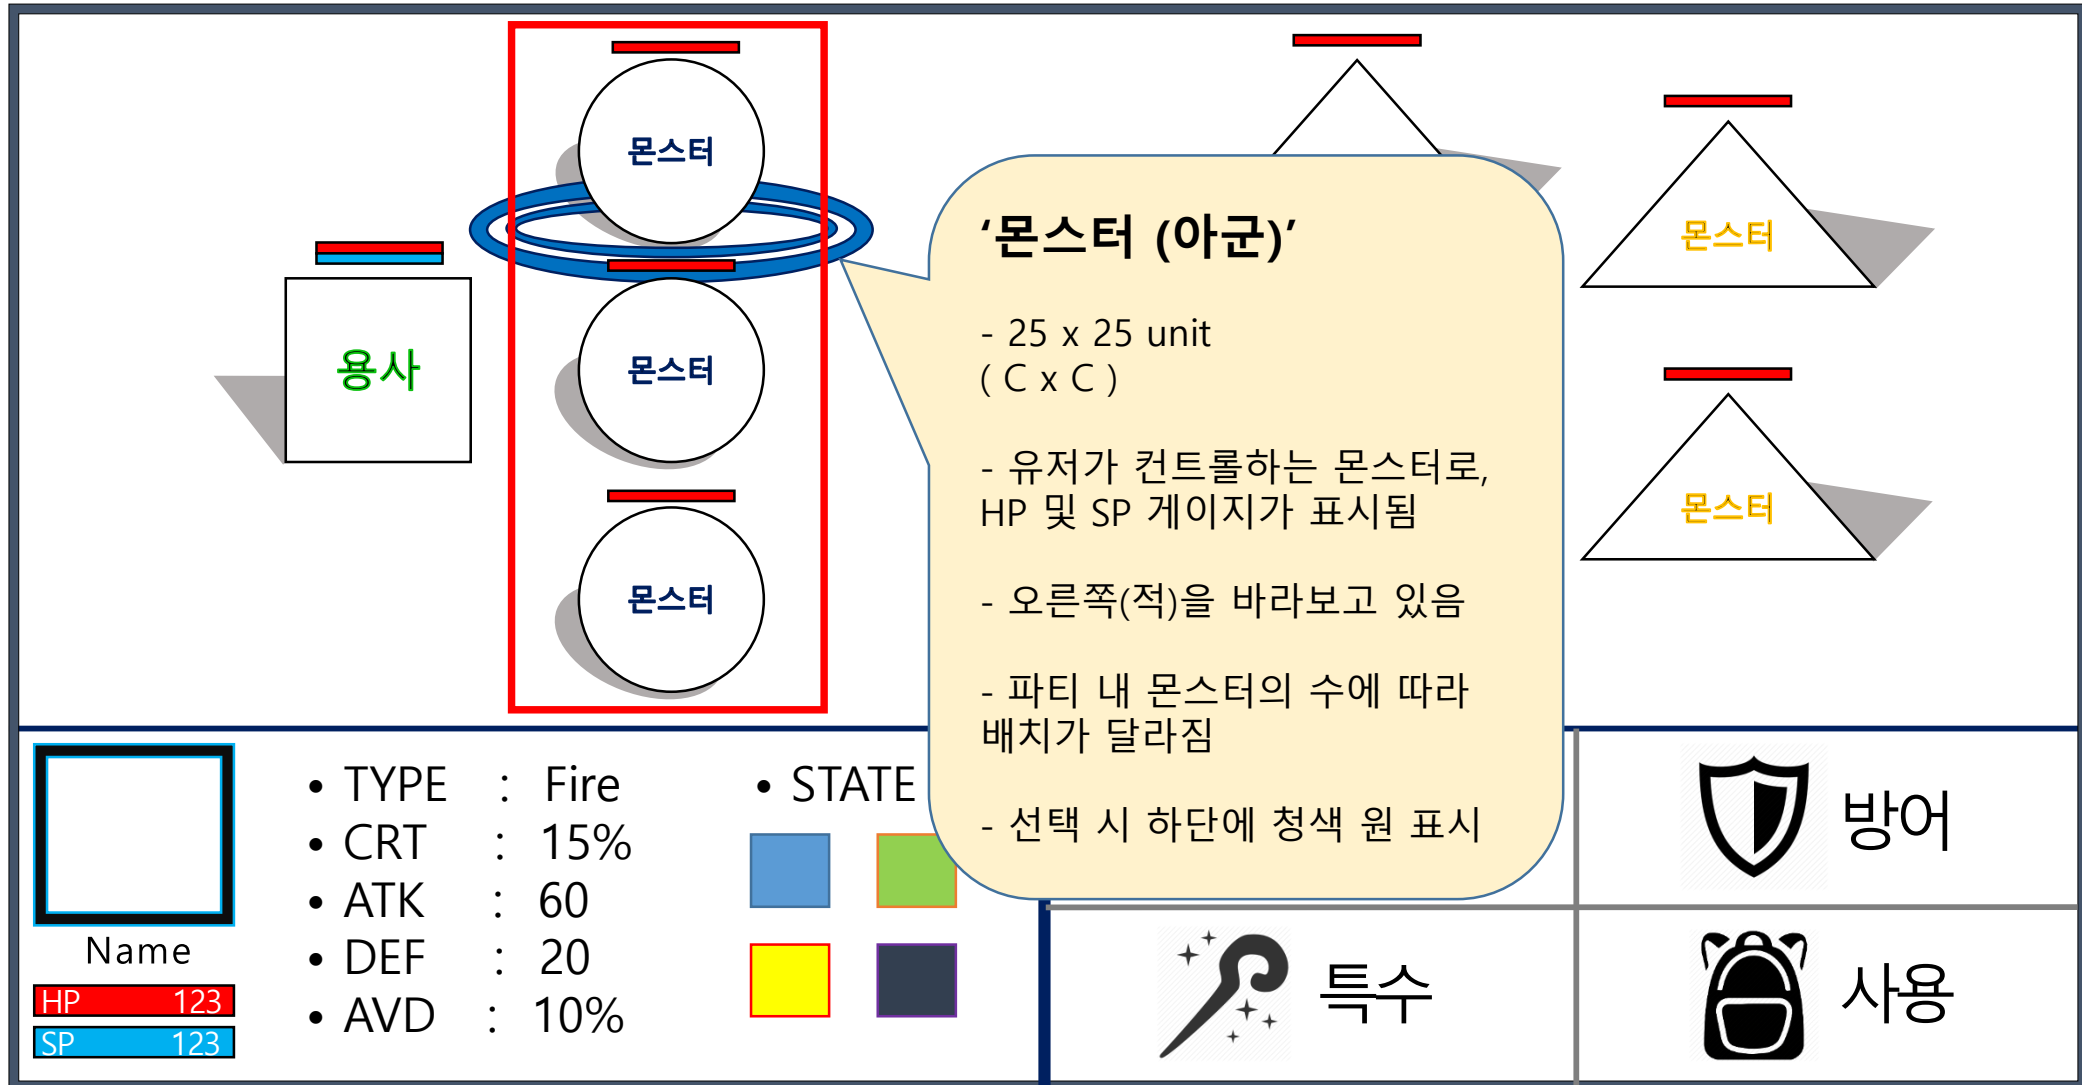 몬스터
용사
몬스터
몬스터
몬스터
몬스터
‘몬스터 (아군)’
- 25 x 25 unit
( C x C )
- 유저가 컨트롤하는 몬스터로,
HP 및 SP 게이지가 표시됨
- 오른쪽(적)을 바라보고 있음
- 파티 내 몬스터의 수에 따라
배치가 달라짐
- 선택 시 하단에 청색 원 표시
Name
HP 123
SP 123
• TYPE : Fire
• CRT : 15%
• ATK : 60
• DEF : 20
• AVD : 10%
• STATE
방어
특수
사용